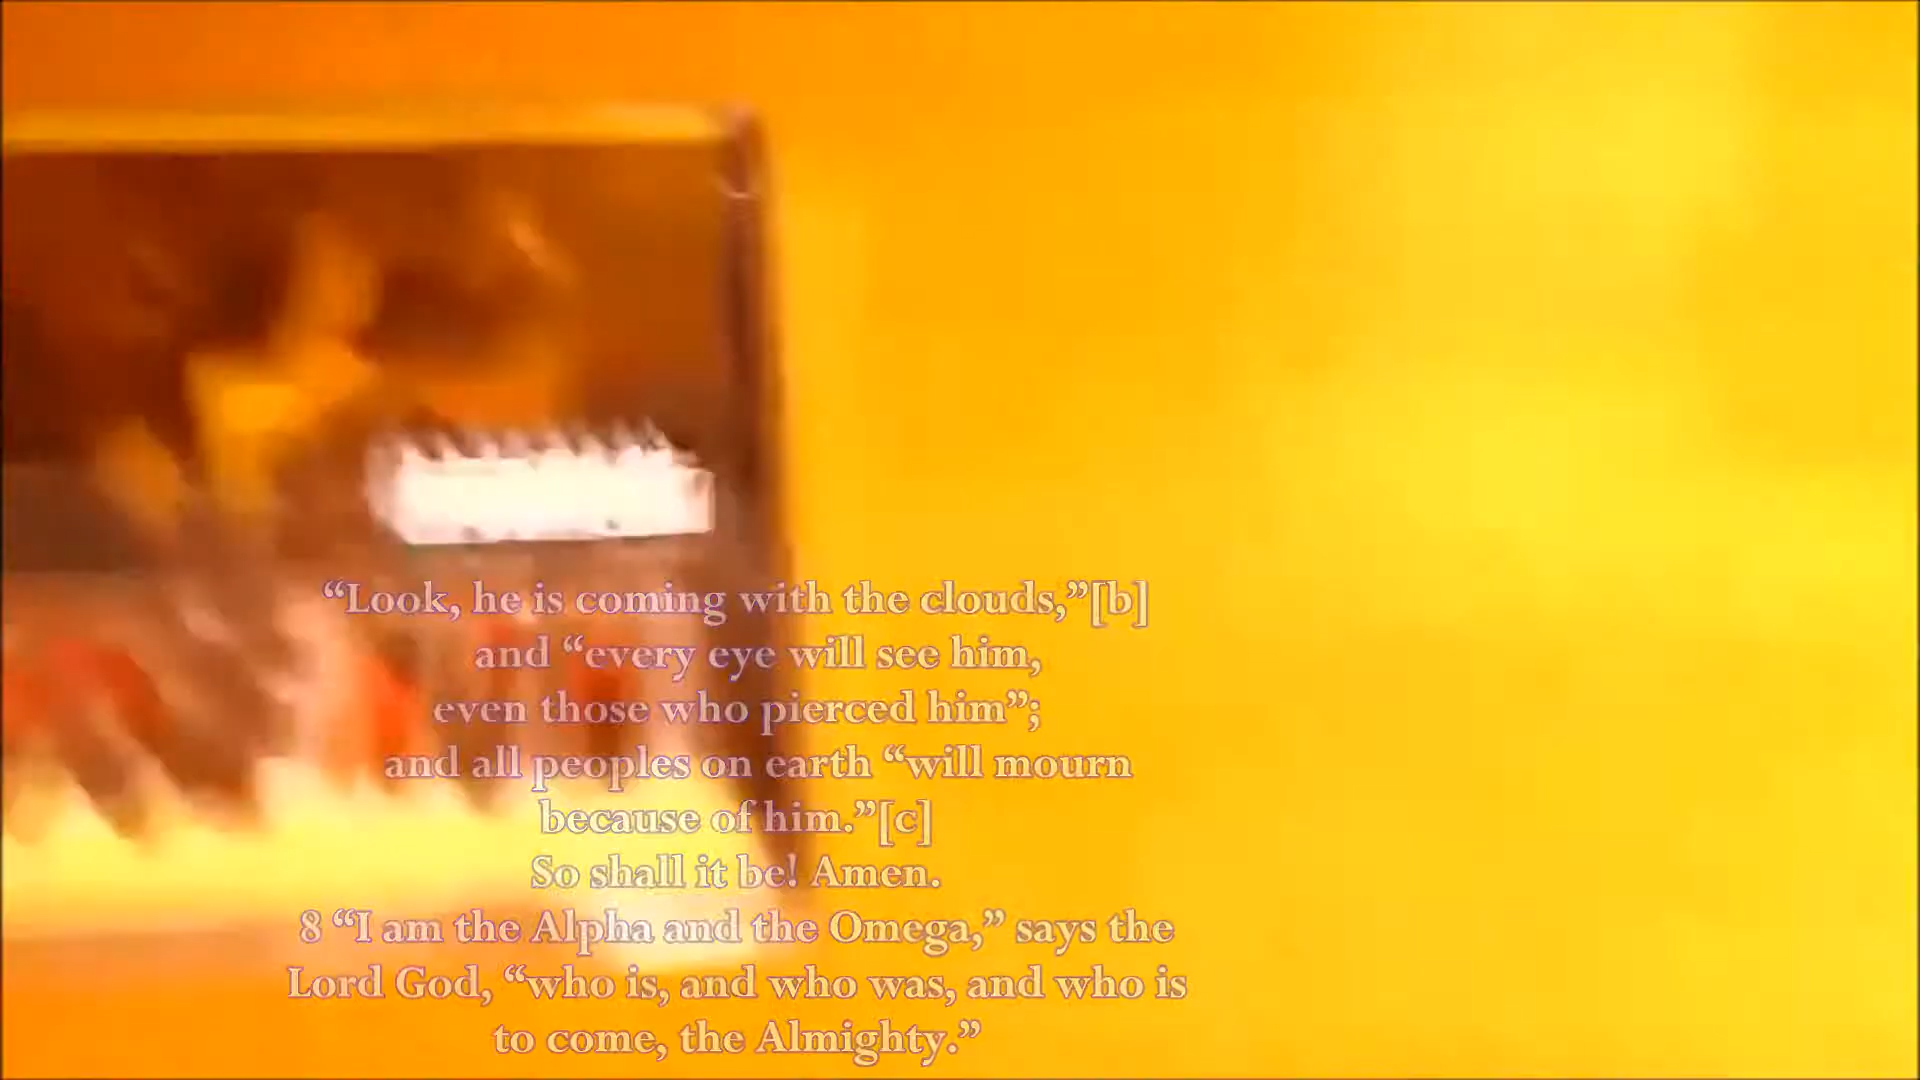 “Look, he is coming with the clouds,”[b]
and “every eye will see him,
even those who pierced him”;
and all peoples on earth “will mourn
because of him.”[c]
So shall it be! Amen.
8 “I am the Alpha and the Omega,” says the
Lord God, “who is, and who was, and who is
to come, the Almighty.”